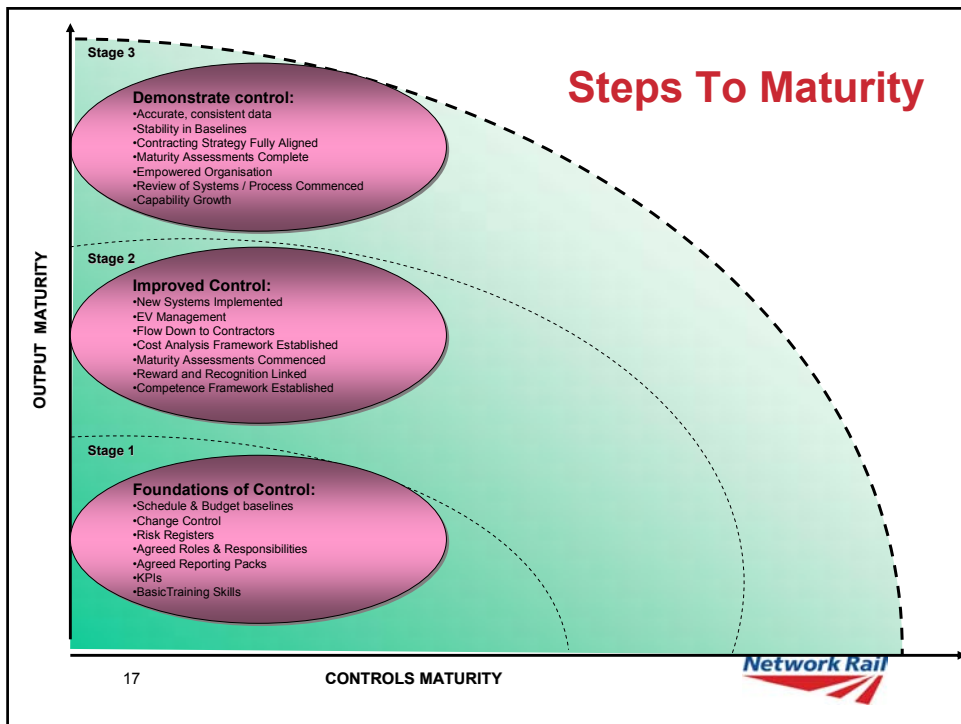 Steps To Maturity
Stage 3
Demonstrate control:
•Accurate, consistent data
•Stability in Baselines
•Contracting Strategy Fully Aligned
•Maturity Assessments Complete
•Empowered Organisation
•Review of Systems / Process Commenced
•Capability Growth
Stage 2
Improved Control:
•New Systems Implemented
•EV Management
•Flow Down to Contractors
•Cost Analysis Framework Established
•Maturity Assessments Commenced
•Reward and Recognition Linked
•Competence Framework Established
Stage 1
Foundations of Control:
•Schedule & Budget baselines
•Change Control
•Risk Registers
•Agreed Roles & Responsibilities
•Agreed Reporting Packs
•KPIs
•BasicTraining Skills
OUTPUT MATURITY
17
CONTROLS MATURITY
Network Rail